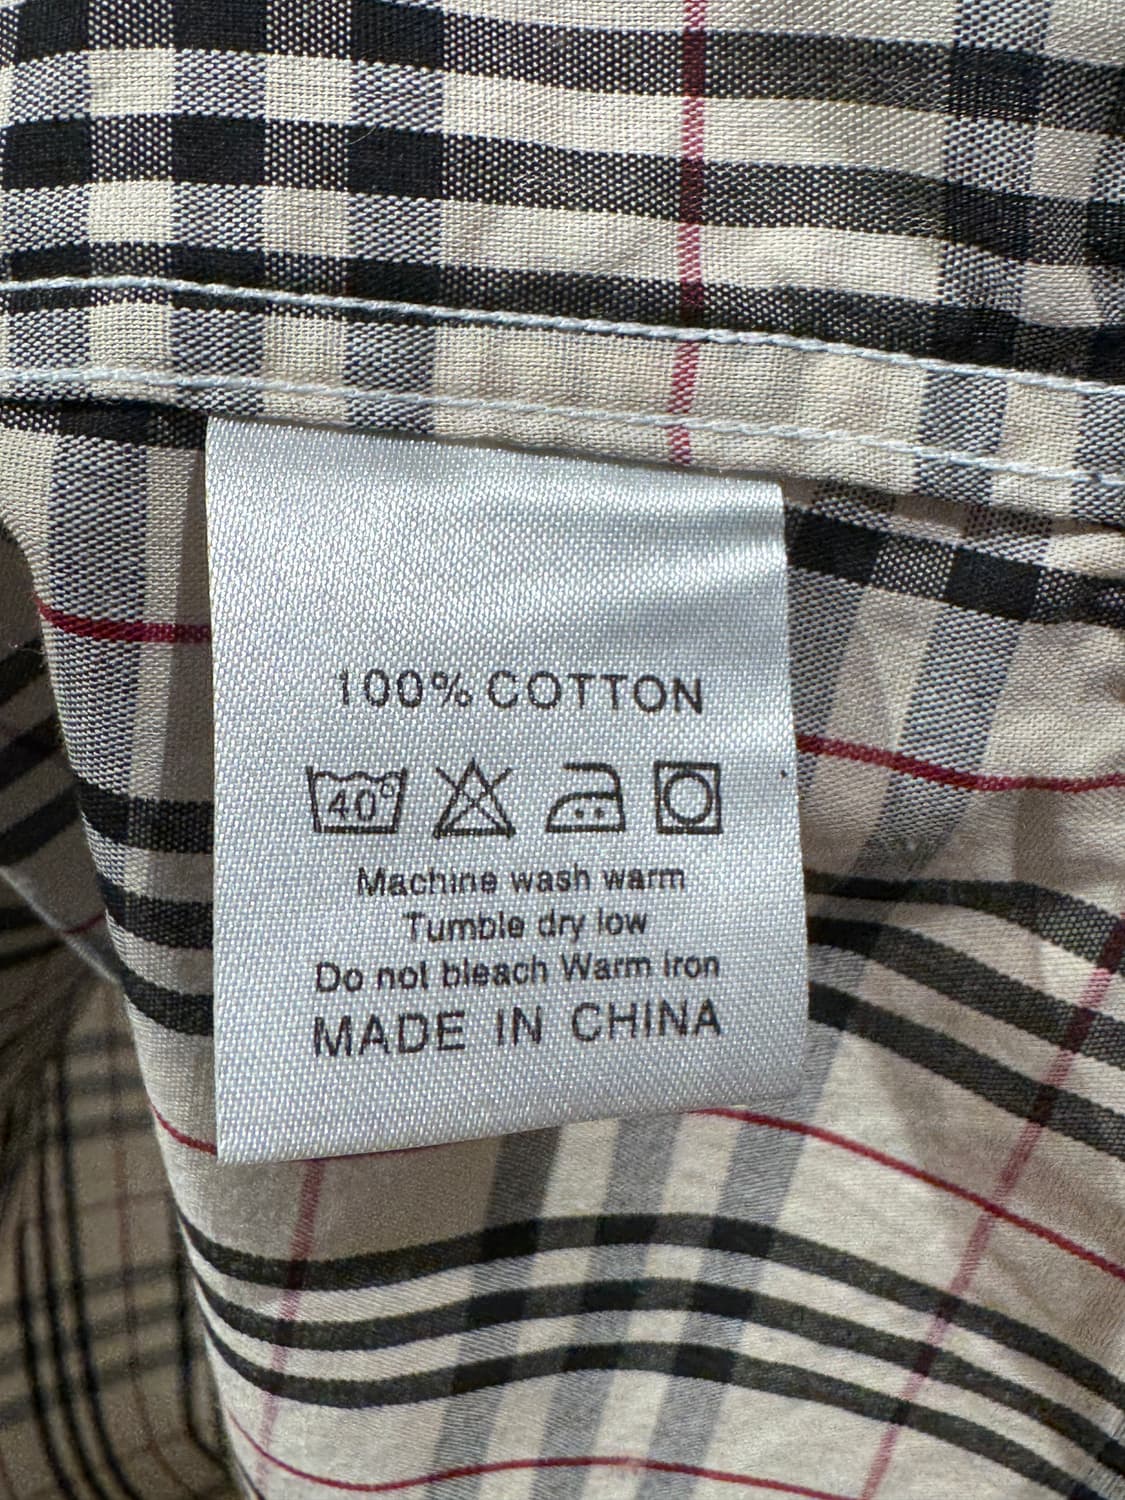 100% COTTON
40°
Machine wash warm
Tumble dry low
Do not bleach Warm iron
MADE IN CHINA